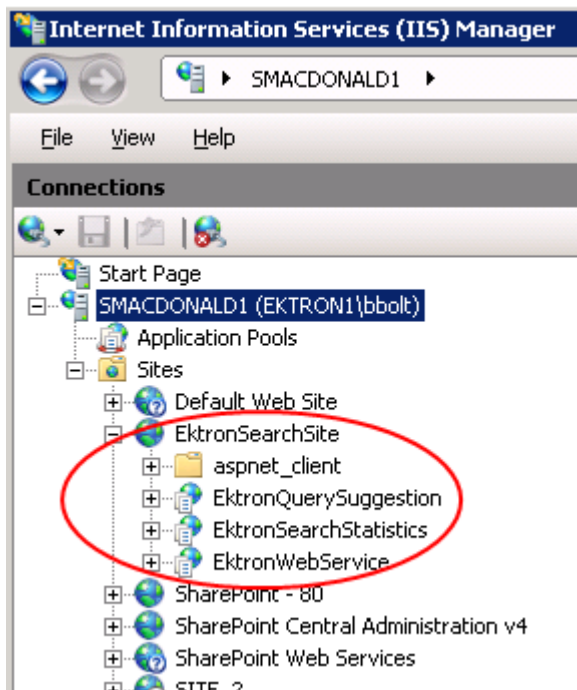 Internet Information Services (IIS) Manager
SMACDONALD1
File View Help
Connections
Start Page
SMACDONALD1 (EKTRON1\bbolt)
Application Pools
Sites
Default Web Site
EktronSearchSite
aspnet_client
EktronQuerySuggestion
EktronSearchStatistics
EktronWebService
SharePoint - 80
SharePoint Central Administration v4
SharePoint Web Services